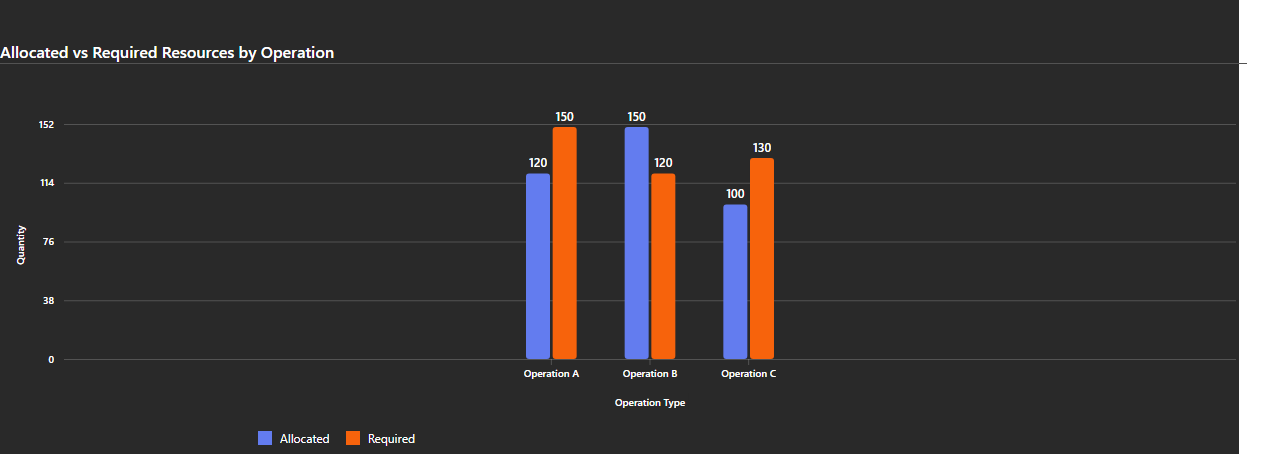 Allocated vs Required Resources by Operation
150 150
152
130
120 120
114
100
76
Quantity
38
0
Operation A Operation B Operation C
Operation Type
Allocated Required